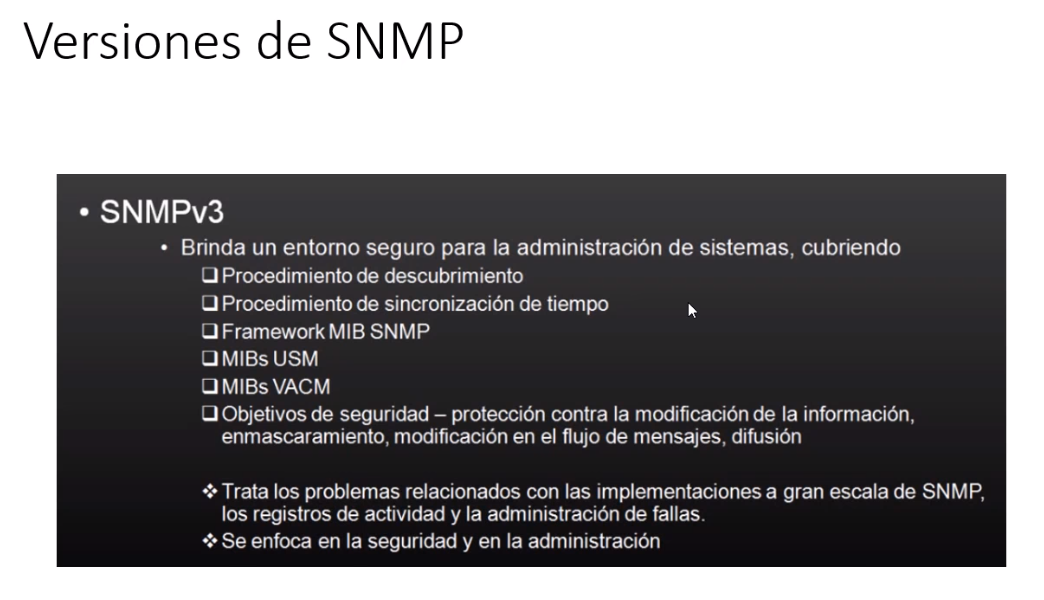 Versiones de SNMP
• SNMPv3
• Brinda un entorno seguro para la administración de sistemas, cubriendo
❑Procedimiento de descubrimiento
❑Procedimiento de sincronización de tiempo
❑Framework MIB SNMP
❑MIBs USM
❑MIBs VACM
❑Objetivos de seguridad – protección contra la modificación de la información,
enmascaramiento, modificación en el flujo de mensajes, difusión
❖Trata los problemas relacionados con las implementaciones a gran escala de SNMP,
los registros de actividad y la administración de fallas.
❖Se enfoca en la seguridad y en la administración